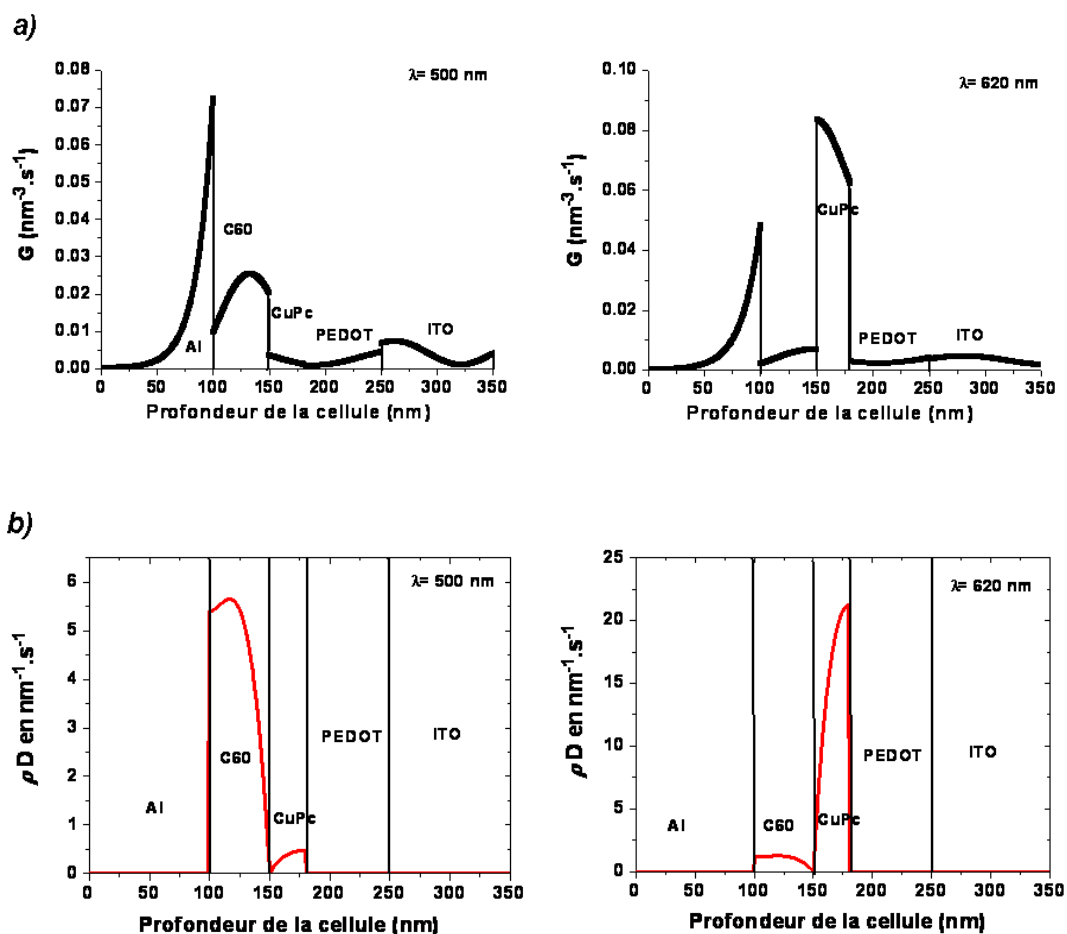 a)
0.08
0.07
0.06
0.05
0.04
0.03
0.02
0.01
0.00
G (nm-3.s-1)
λ= 500 nm
C60
Al
CuPc
PEDOT
ITO
0 50 100 150 200 250 300 350
Profondeur de la cellule (nm)
0.10
0.08
0.06
0.04
0.02
0.00
G (nm-3.s-1)
λ= 620 nm
CuPc
PEDOT
ITO
0 50 100 150 200 250 300 350
Profondeur de la cellule (nm)
b)
6
5
4
3
2
1
0
ρD en nm-1.s-1
λ= 500 nm
Al
C60
CuPc
PEDOT
ITO
0 50 100 150 200 250 300 350
Profondeur de la cellule (nm)
25
20
15
10
5
0
ρD en nm-1.s-1
λ= 620 nm
Al
C60
CuPc
PEDOT
ITO
0 50 100 150 200 250 300 350
Profondeur de la cellule (nm)